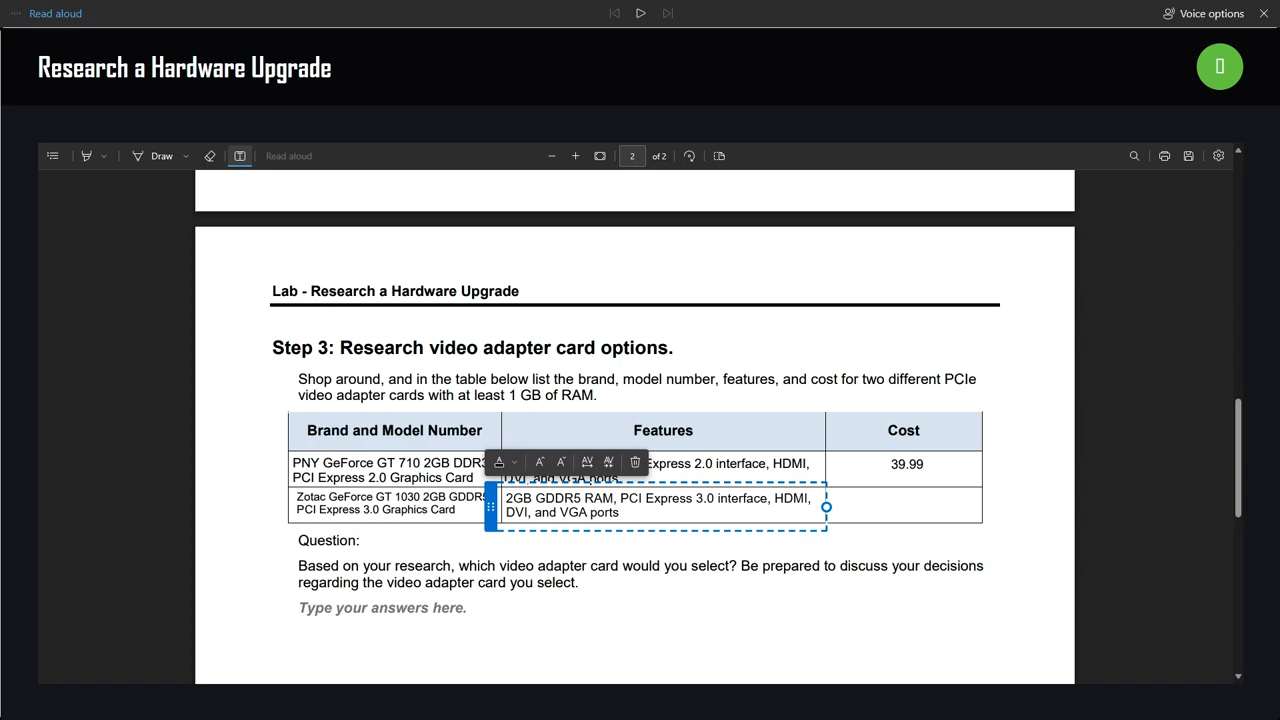 Read aloud
Voice options
Research a Hardware Upgrade
Draw
Read aloud
2 of 2
Lab - Research a Hardware Upgrade
Step 3: Research video adapter card options.
Shop around, and in the table below list the brand, model number, features, and cost for two different PCIe
video adapter cards with at least 1 GB of RAM.
Brand and Model Number Features Cost
PNY GeForce GT 710 2GB DDR3
PCI Express 2.0 Graphics Card
Express 2.0 interface, HDMI,
DVI, and VGA ports
39.99
Zotac GeForce GT 1030 2GB GDDR5
PCI Express 3.0 Graphics Card
2GB GDDR5 RAM, PCI Express 3.0 interface, HDMI,
DVI, and VGA ports
Question:
Based on your research, which video adapter card would you select? Be prepared to discuss your decisions
regarding the video adapter card you select.
Type your answers here.